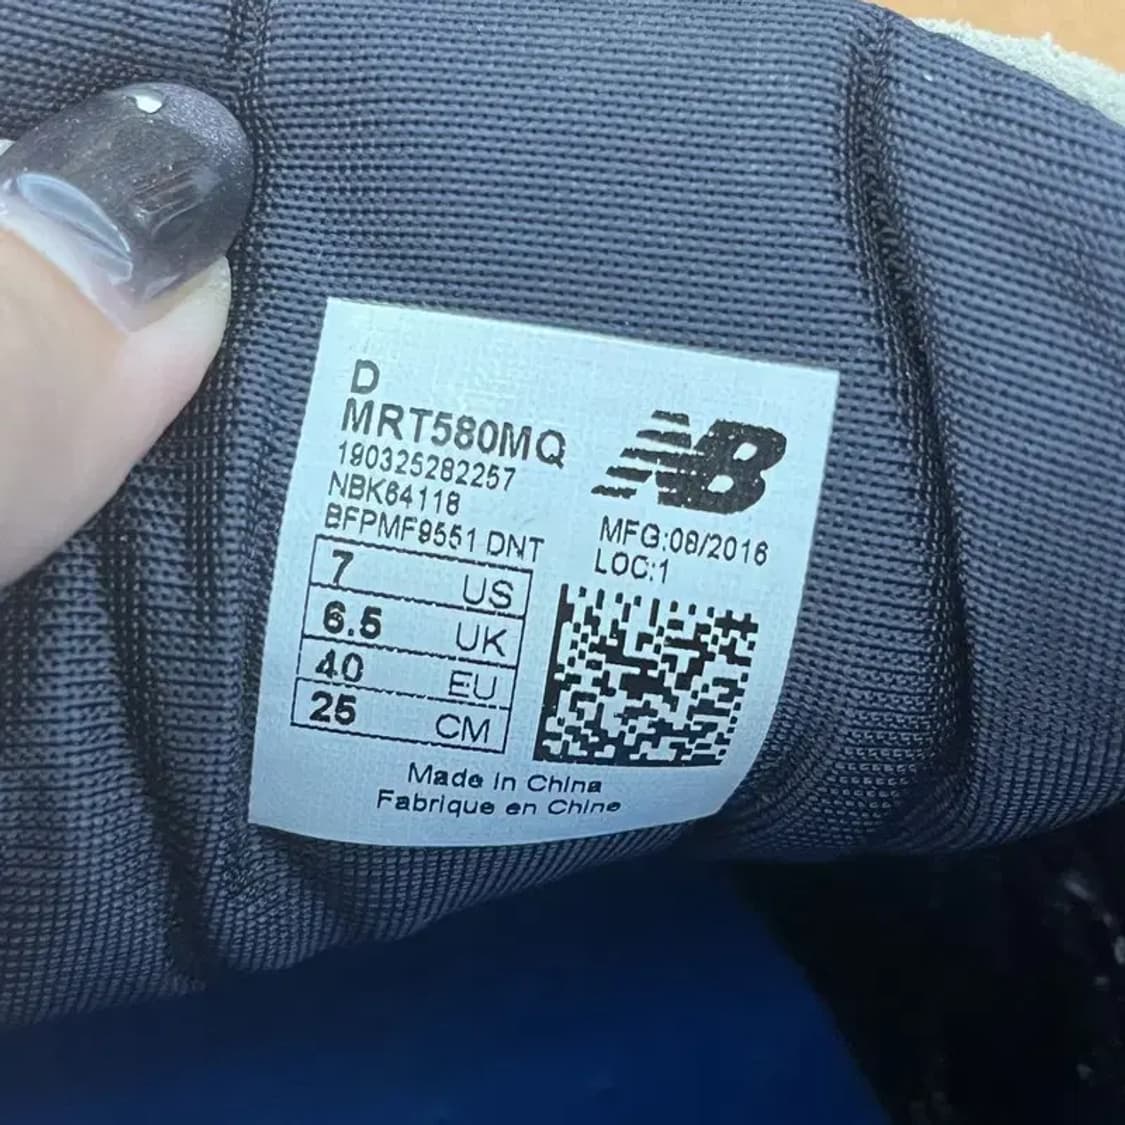 D
MRT580MQ
190325282257
NBK64118
BFPMF9551 DNT
NB
MFG:08/2016
LOC:1
7 US
6.5 UK
40 EU
25 CM
Made in China
Fabrique en Chine